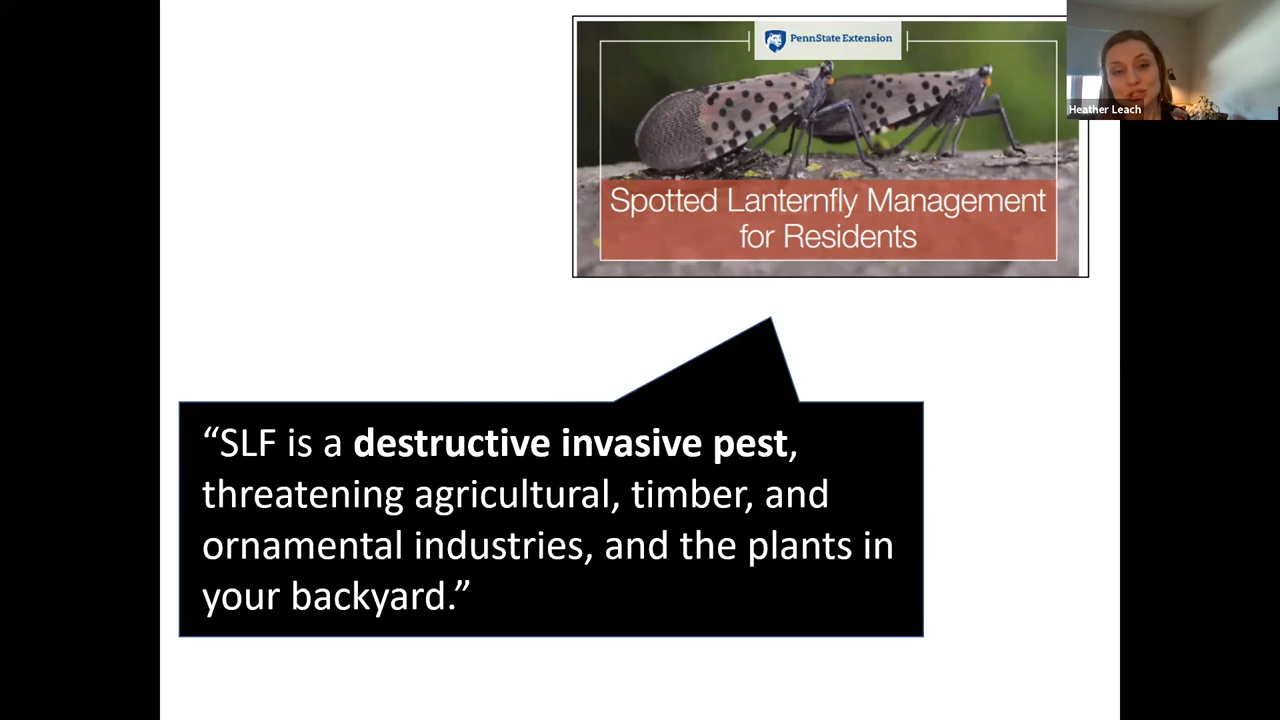 PennState Extension
Heather Leach
Spotted Lanternfly Management
for Residents
“SLF is a destructive invasive pest,
threatening agricultural, timber, and
ornamental industries, and the plants in
your backyard.”